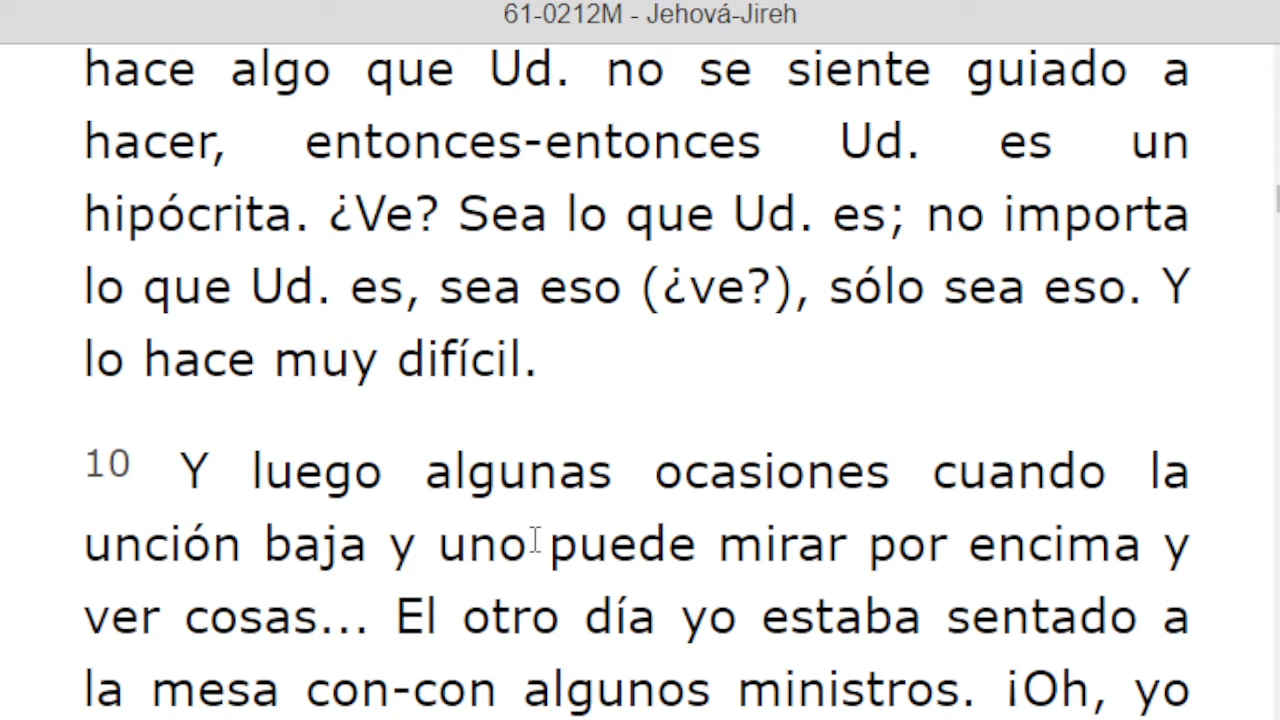 61-0212M - Jehová-Jireh
hace algo que Ud. no se siente guiado a
hacer, entonces-entonces Ud. es un
hipócrita. ¿Ve? Sea lo que Ud. es; no importa
lo que Ud. es, sea eso (¿ve?), sólo sea eso. Y
lo hace muy difícil.
10 Y luego algunas ocasiones cuando la
unción baja y uno puede mirar por encima y
ver cosas... El otro día yo estaba sentado a
la mesa con-con algunos ministros. ¡Oh, yo